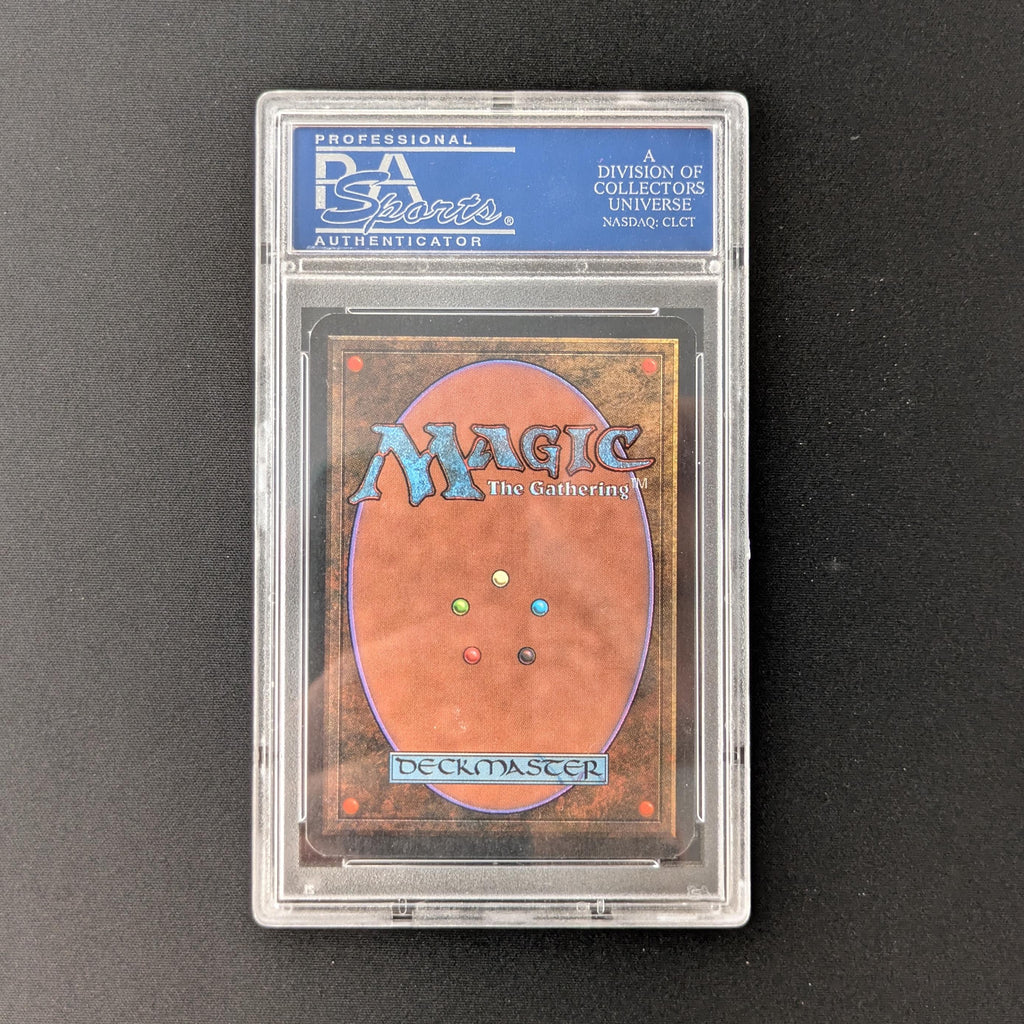 PROFESSIONAL
PSA
Sports®
AUTHENTICATOR
A
DIVISION OF
COLLECTORS
UNIVERSE
NASDAQ: CLCT
MAGIC
The Gathering™
DECKMASTER